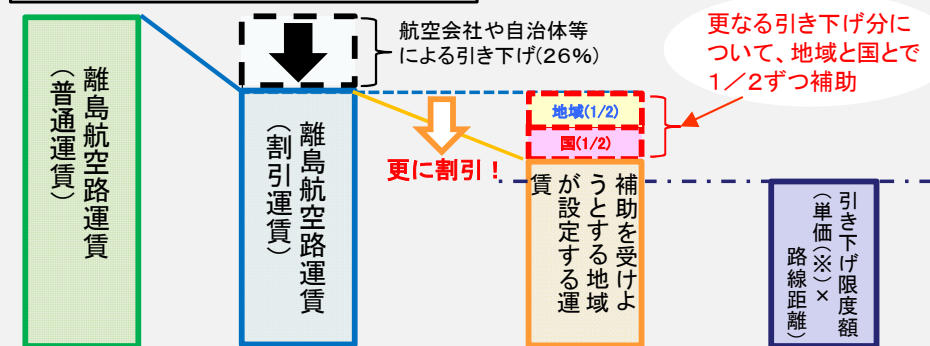 離島航空路運賃
（普通運賃）
離島航空路運賃
（割引運賃）
航空会社や自治体等
による引き下げ(26%)
更に割引！
地域(1/2)
国(1/2)
補助を受けよ
うとする地域
が設定する運
賃
更なる引き下げ分に
ついて、地域と国とで
1／2ずつ補助
引き下げ限度額
（単価(※)×
路線距離）